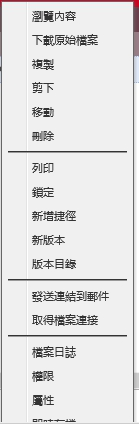 瀏覽內容
下載原始檔案
複製
剪下
移動
刪除
列印
鎖定
新增捷徑
新版本
版本目錄
發送連結到郵件
取得檔案連接
檔案日誌
權限
屬性